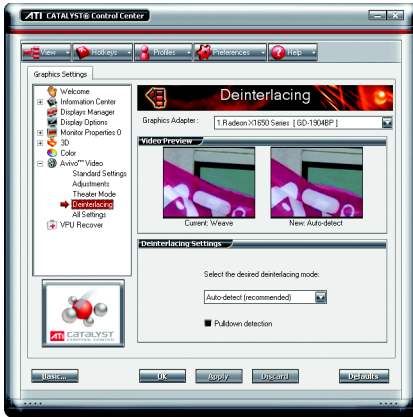 ATI CATALYST® Control Center
View Hotkeys Profiles Preferences Help
Graphics Settings
Welcome
Information Center
Displays Manager
Display Options
Monitor Properties 0
3D
Color
Avivo™ Video
Standard Settings
Adjustments
Theater Mode
Deinterlacing
All Settings
VPU Recover
ATI CATALYST
CONTROL CENTER
Deinterlacing
Graphics Adapter:
1.Radeon X1650 Series [ GD-1904BP ]
Video Preview
Current: Weave New: Auto-detect
Deinterlacing Settings
Select the desired deinterlacing mode:
Auto-detect (recommended)
Pulldown detection
Basic... OK Apply Discard Defaults